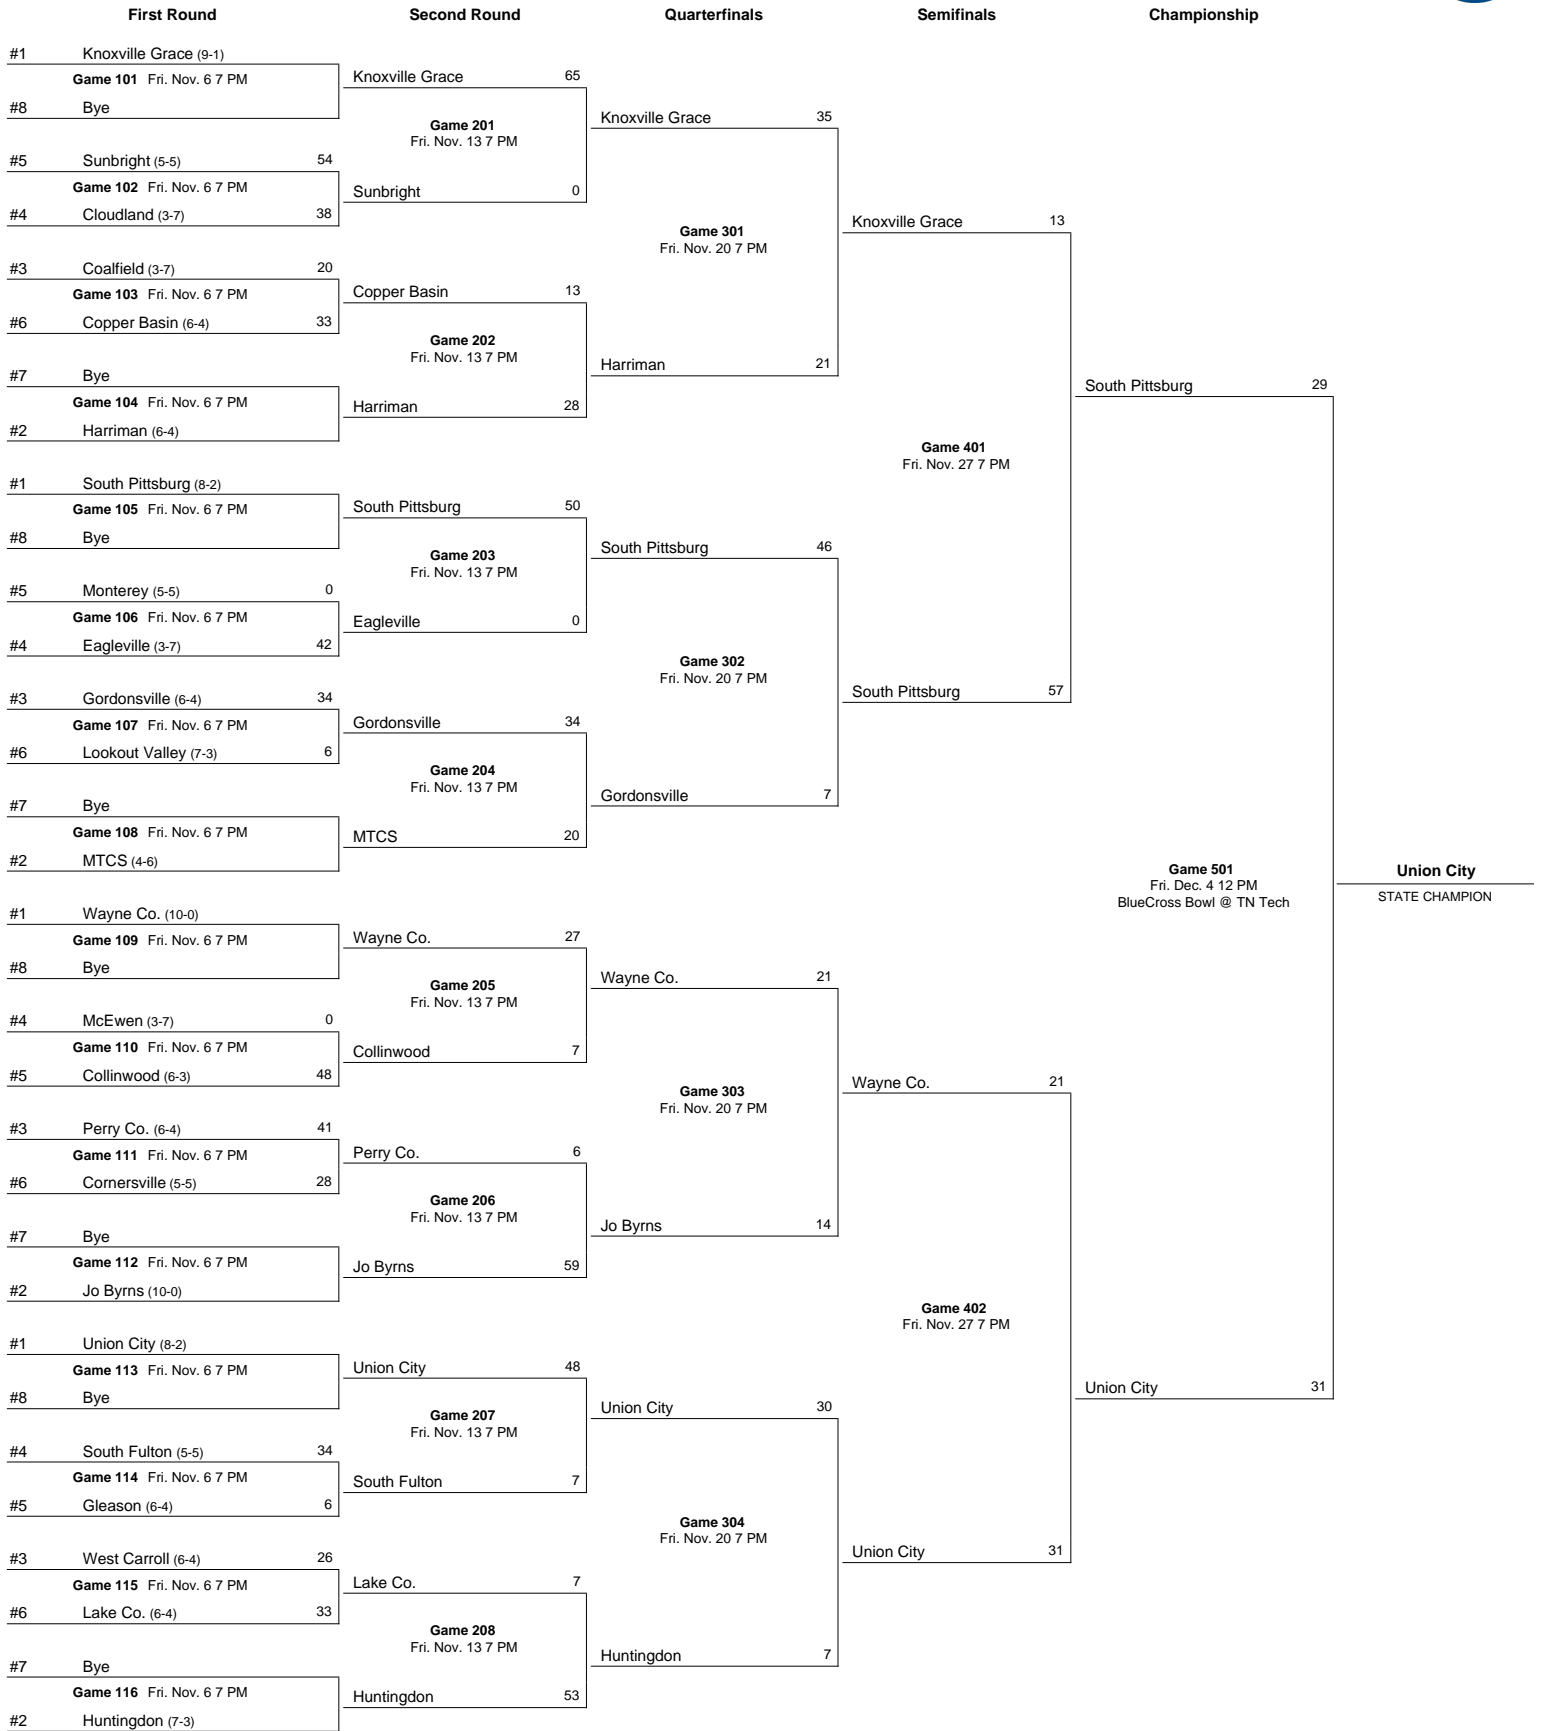 First Round Second Round Quarterfinals Semifinals Championship
#1 Knoxville Grace (9-1)
Game 101 Fri. Nov. 6 7 PM
#8 Bye
#5 Sunbright (5-5) 54
Game 102 Fri. Nov. 6 7 PM
#4 Cloudland (3-7) 38
#3 Coalfield (3-7) 20
Game 103 Fri. Nov. 6 7 PM
#6 Copper Basin (6-4) 33
#7 Bye
Game 104 Fri. Nov. 6 7 PM
#2 Harriman (6-4)
#1 South Pittsburg (8-2)
Game 105 Fri. Nov. 6 7 PM
#8 Bye
#5 Monterey (5-5) 0
Game 106 Fri. Nov. 6 7 PM
#4 Eagleville (3-7) 42
#3 Gordonsville (6-4) 34
Game 107 Fri. Nov. 6 7 PM
#6 Lookout Valley (7-3) 6
#7 Bye
Game 108 Fri. Nov. 6 7 PM
#2 MTCS (4-6)
#1 Wayne Co. (10-0)
Game 109 Fri. Nov. 6 7 PM
#8 Bye
#4 McEwen (3-7) 0
Game 110 Fri. Nov. 6 7 PM
#5 Collinwood (6-3) 48
#3 Perry Co. (6-4) 41
Game 111 Fri. Nov. 6 7 PM
#6 Cornersville (5-5) 28
#7 Bye
Game 112 Fri. Nov. 6 7 PM
#2 Jo Byrns (10-0)
#1 Union City (8-2)
Game 113 Fri. Nov. 6 7 PM
#8 Bye
#4 South Fulton (5-5) 34
Game 114 Fri. Nov. 6 7 PM
#5 Gleason (6-4) 6
#3 West Carroll (6-4) 26
Game 115 Fri. Nov. 6 7 PM
#6 Lake Co. (6-4) 33
#7 Bye
Game 116 Fri. Nov. 6 7 PM
#2 Huntingdon (7-3)
Knoxville Grace 65
Game 201
Fri. Nov. 13 7 PM
Sunbright 0
Copper Basin 13
Game 202
Fri. Nov. 13 7 PM
Harriman 28
South Pittsburg 50
Game 203
Fri. Nov. 13 7 PM
Eagleville 0
Gordonsville 34
Game 204
Fri. Nov. 13 7 PM
MTCS 20
Wayne Co. 27
Game 205
Fri. Nov. 13 7 PM
Collinwood 7
Perry Co. 6
Game 206
Fri. Nov. 13 7 PM
Jo Byrns 59
Union City 48
Game 207
Fri. Nov. 13 7 PM
South Fulton 7
Lake Co. 7
Game 208
Fri. Nov. 13 7 PM
Huntingdon 53
Knoxville Grace 35
Game 301
Fri. Nov. 20 7 PM
Harriman 21
South Pittsburg 46
Game 302
Fri. Nov. 20 7 PM
Gordonsville 7
Wayne Co. 21
Game 303
Fri. Nov. 20 7 PM
Jo Byrns 14
Union City 30
Game 304
Fri. Nov. 20 7 PM
Huntingdon 7
Knoxville Grace 13
Game 401
Fri. Nov. 27 7 PM
South Pittsburg 57
Wayne Co. 21
Game 402
Fri. Nov. 27 7 PM
Union City 31
South Pittsburg 29
Game 501
Fri. Dec. 4 12 PM
BlueCross Bowl @ TN Tech
Union City 31
Union City
STATE CHAMPION